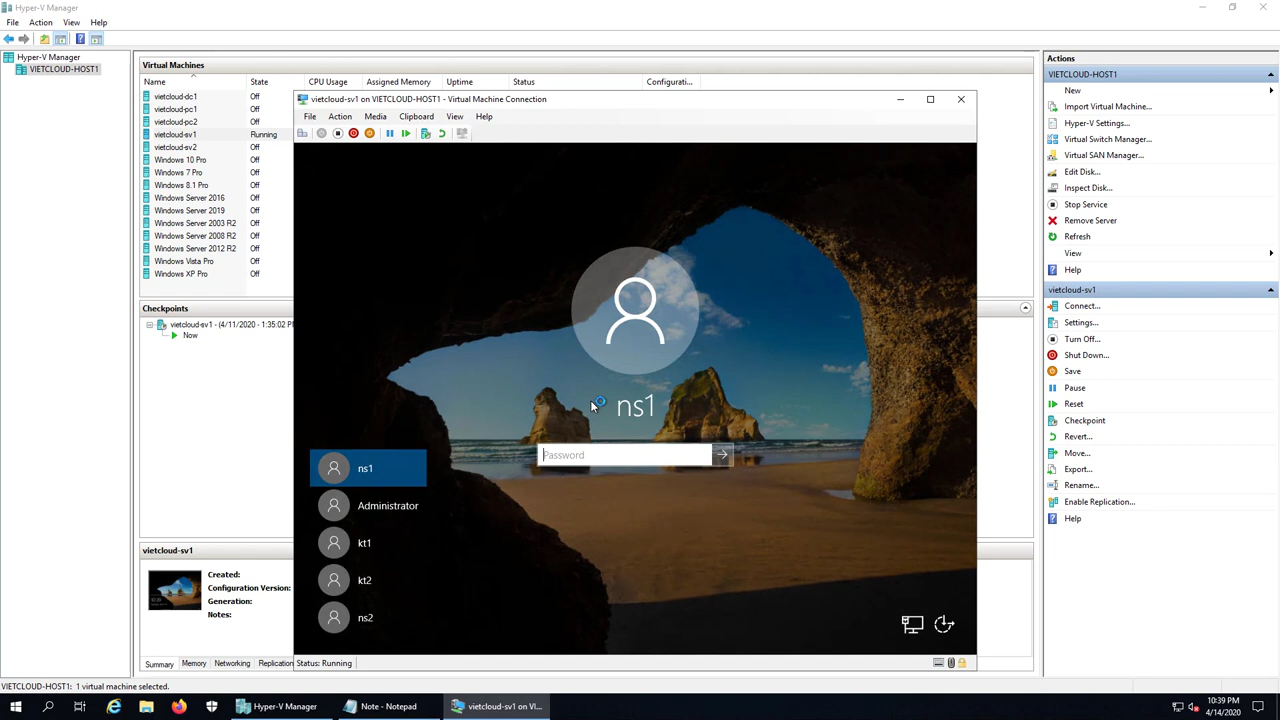 Hyper-V Manager
File Action View Help
Hyper-V Manager
VIETCLOUD-HOST1
Virtual Machines
Name State CPU Usage Assigned Memory Uptime Status Configurati...
vietcloud-dc1 Off
vietcloud-pc1 Off
vietcloud-pc2 Off
vietcloud-sv1 Running
vietcloud-sv2 Off
Windows 10 Pro Off
Windows 7 Pro Off
Windows 8.1 Pro Off
Windows Server 2016 Off
Windows Server 2019 Off
Windows Server 2003 R2 Off
Windows Server 2008 R2 Off
Windows Server 2012 R2 Off
Windows Vista Pro Off
Windows XP Pro Off
Checkpoints
vietcloud-sv1 - (4/11/2020 - 1:35:02 P
Now
vietcloud-sv1
Created:
Configuration Version:
Generation:
Notes:
Summary Memory Networking Replication
VIETCLOUD-HOST1: 1 virtual machine selected.
vietcloud-sv1 on VIETCLOUD-HOST1 - Virtual Machine Connection
File Action Media Clipboard View Help
ns1
Password
ns1
Administrator
kt1
kt2
ns2
Status: Running
Actions
VIETCLOUD-HOST1
New
Import Virtual Machine...
Hyper-V Settings...
Virtual Switch Manager...
Virtual SAN Manager...
Edit Disk...
Inspect Disk...
Stop Service
Remove Server
Refresh
View
Help
vietcloud-sv1
Connect...
Settings...
Turn Off...
Shut Down...
Save
Pause
Reset
Checkpoint
Revert...
Move...
Export...
Rename...
Enable Replication...
Help
Hyper-V Manager
Note - Notepad
vietcloud-sv1 on VI...
10:39 PM
4/14/2020